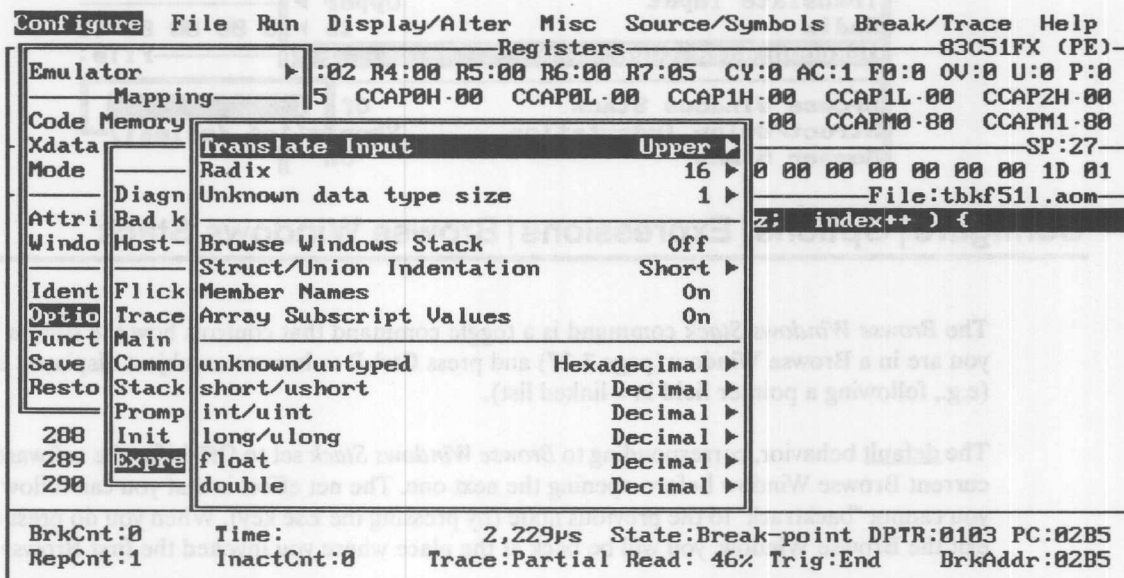 Configure File Run Display/Alter Misc Source/Symbols Break/Trace Help
Registers 83C51FX (PE)
Emulator ▶ :02 R4:00 R5:00 R6:00 R7:05 CY:0 AC:1 F0:0 OV:0 U:0 P:0
Mapping 5 CCAP0H-00 CCAP0L-00 CCAP1H-00 CCAP1L-00 CCAP2H-00
Code Memory -00 CCAPM0-80 CCAPM1-80
Xdata Translate Input Upper ▶ SP:27
Mode Radix 16 ▶ 0 00 00 00 00 00 1D 01
Diagn Unknown data type size 1 ▶ File:tbkf51l.aom
Attri Bad k z; index++ ) {
Windo Host Browse Windows Stack Off
Struct/Union Indentation Short ▶
Ident Flick Member Names On
Optio Trace Array Subscript Values On
Funct Main
Save Commo unknown/untyped Hexadecimal ▶
Resto Stack short/ushort Decimal ▶
Promp int/uint Decimal ▶
288 Init long/ulong Decimal ▶
289 Expre float Decimal ▶
290 double Decimal ▶
BrkCnt:0 Time: 2,229µs State:Break-point DPTR:0103 PC:02B5
RepCnt:1 InactCnt:0 Trace:Partial Read: 46% Trig:End BrkAddr:02B5